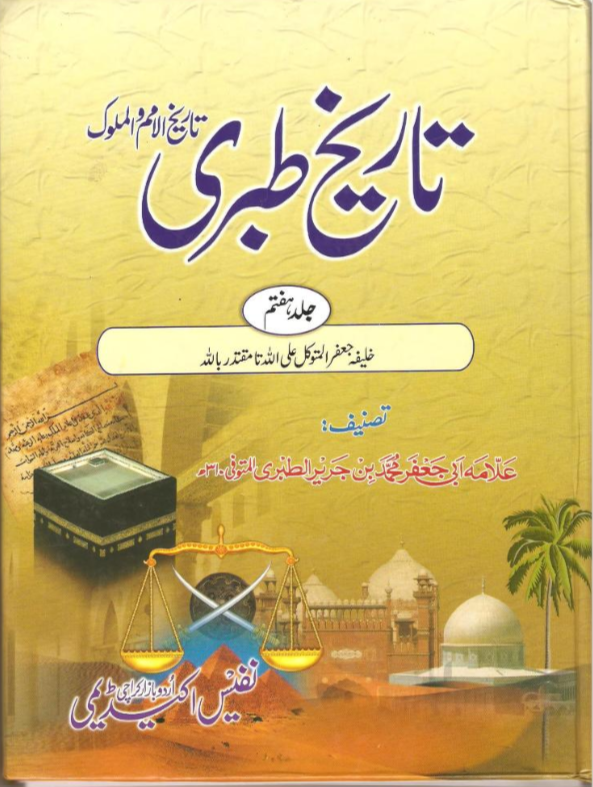 تاریخ الامم والملوک
تاریخ طبری
جلد ہفتم
خلیفہ جعفر المتوکل علی اللہ تا مقتدر باللہ
تصنیف:
علامہ ابی جعفر محمد بن جریر الطبری المتوفی ۳۱۰ھ
نفیس اکیڈیمی
اردو بازار کراچی